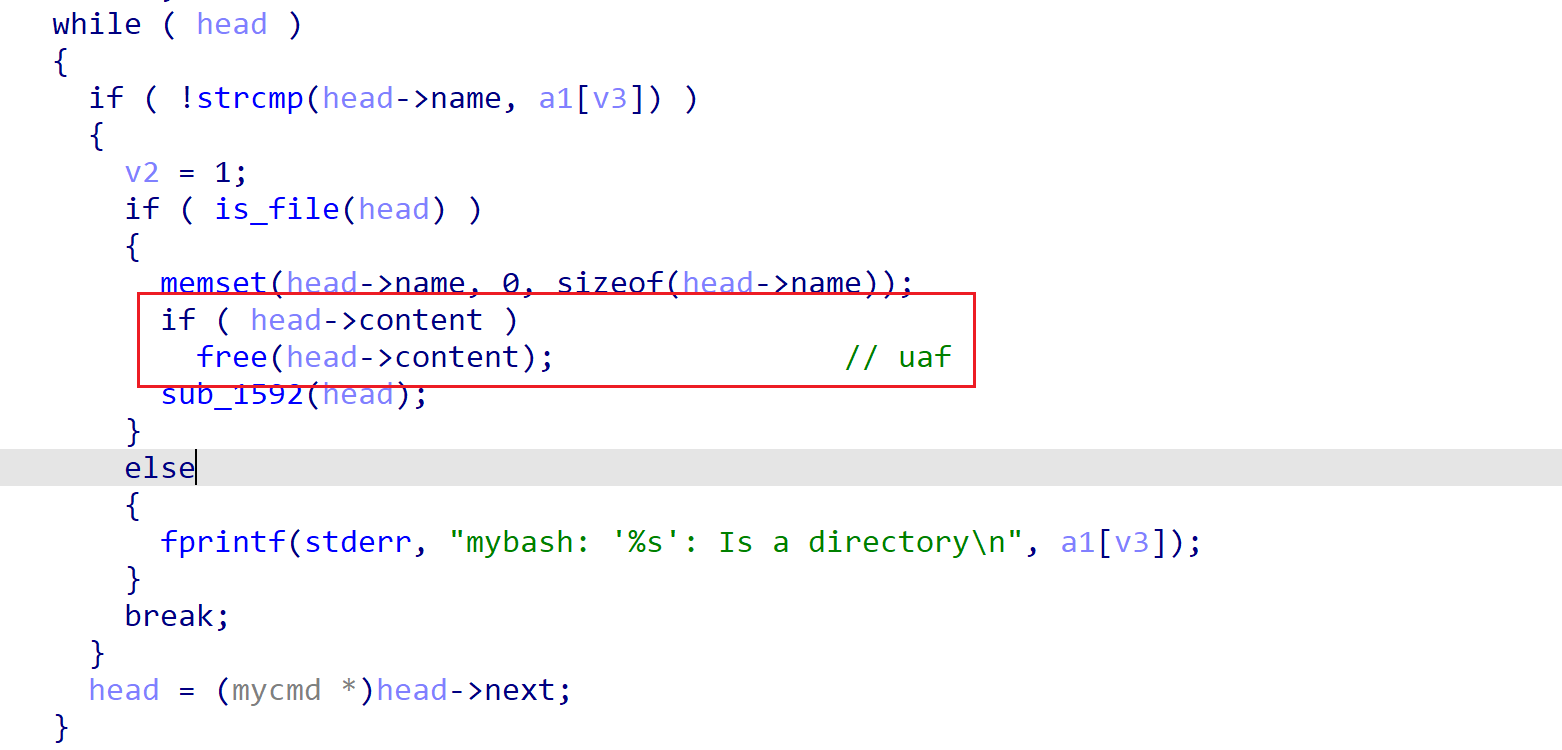 while ( head )
{
if ( !strcmp(head->name, a1[v3]) )
{
v2 = 1;
if ( is_file(head) )
{
memset(head->name, 0, sizeof(head->name));
if ( head->content )
free(head->content); // uaf
sub_1592(head);
}
else
{
fprintf(stderr, "mybash: '%s': Is a directory\n", a1[v3]);
}
break;
}
head = (mycmd *)head->next;
}